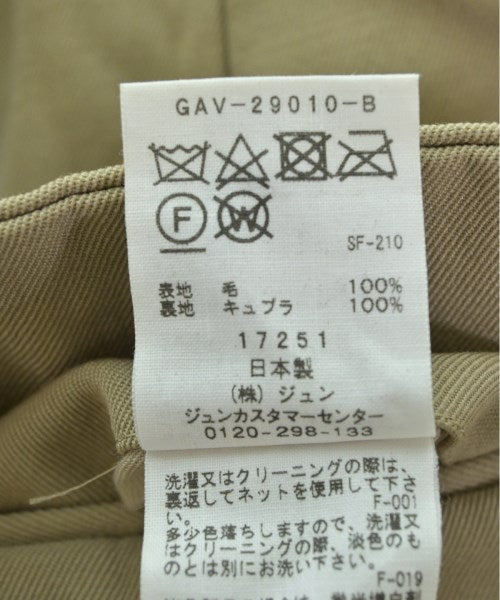 GAV-29010-B
F W
SF-210
表地 毛 100%
裏地 キュプラ 100%
17251
日本製
(株)ジュン
ジュンカスタマーセンター
0120-298-133
洗濯又はクリーニングの際は、
裏返してネットを使用して下さ
い。 F-001
多少色落ちしますので、洗濯又
はクリーニングの際、淡色のも
のとは別にお洗い下さい。
F-019